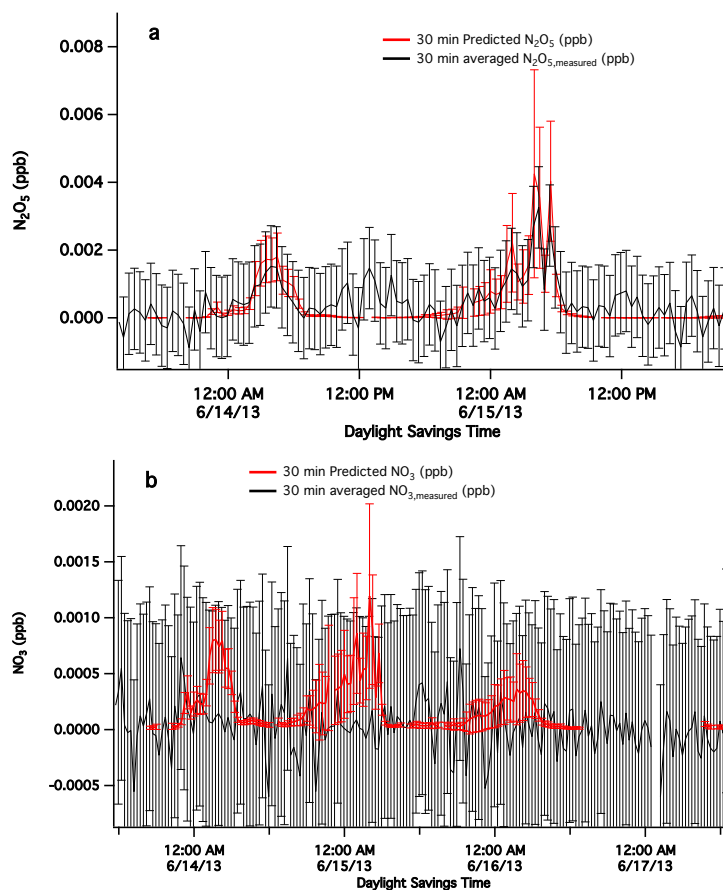 a
30 min Predicted N₂O₅ (ppb)
30 min averaged N₂O₅,measured (ppb)
0.008
0.006
0.004
0.002
0.000
N₂O₅ (ppb)
12:00 AM
6/14/13
12:00 PM
12:00 AM
6/15/13
12:00 PM
Daylight Savings Time
b
30 min Predicted NO₃ (ppb)
30 min averaged NO₃,measured (ppb)
0.0020
0.0015
0.0010
0.0005
0.0000
-0.0005
NO₃ (ppb)
12:00 AM
6/14/13
12:00 AM
6/15/13
12:00 AM
6/16/13
12:00 AM
6/17/13
Daylight Savings Time